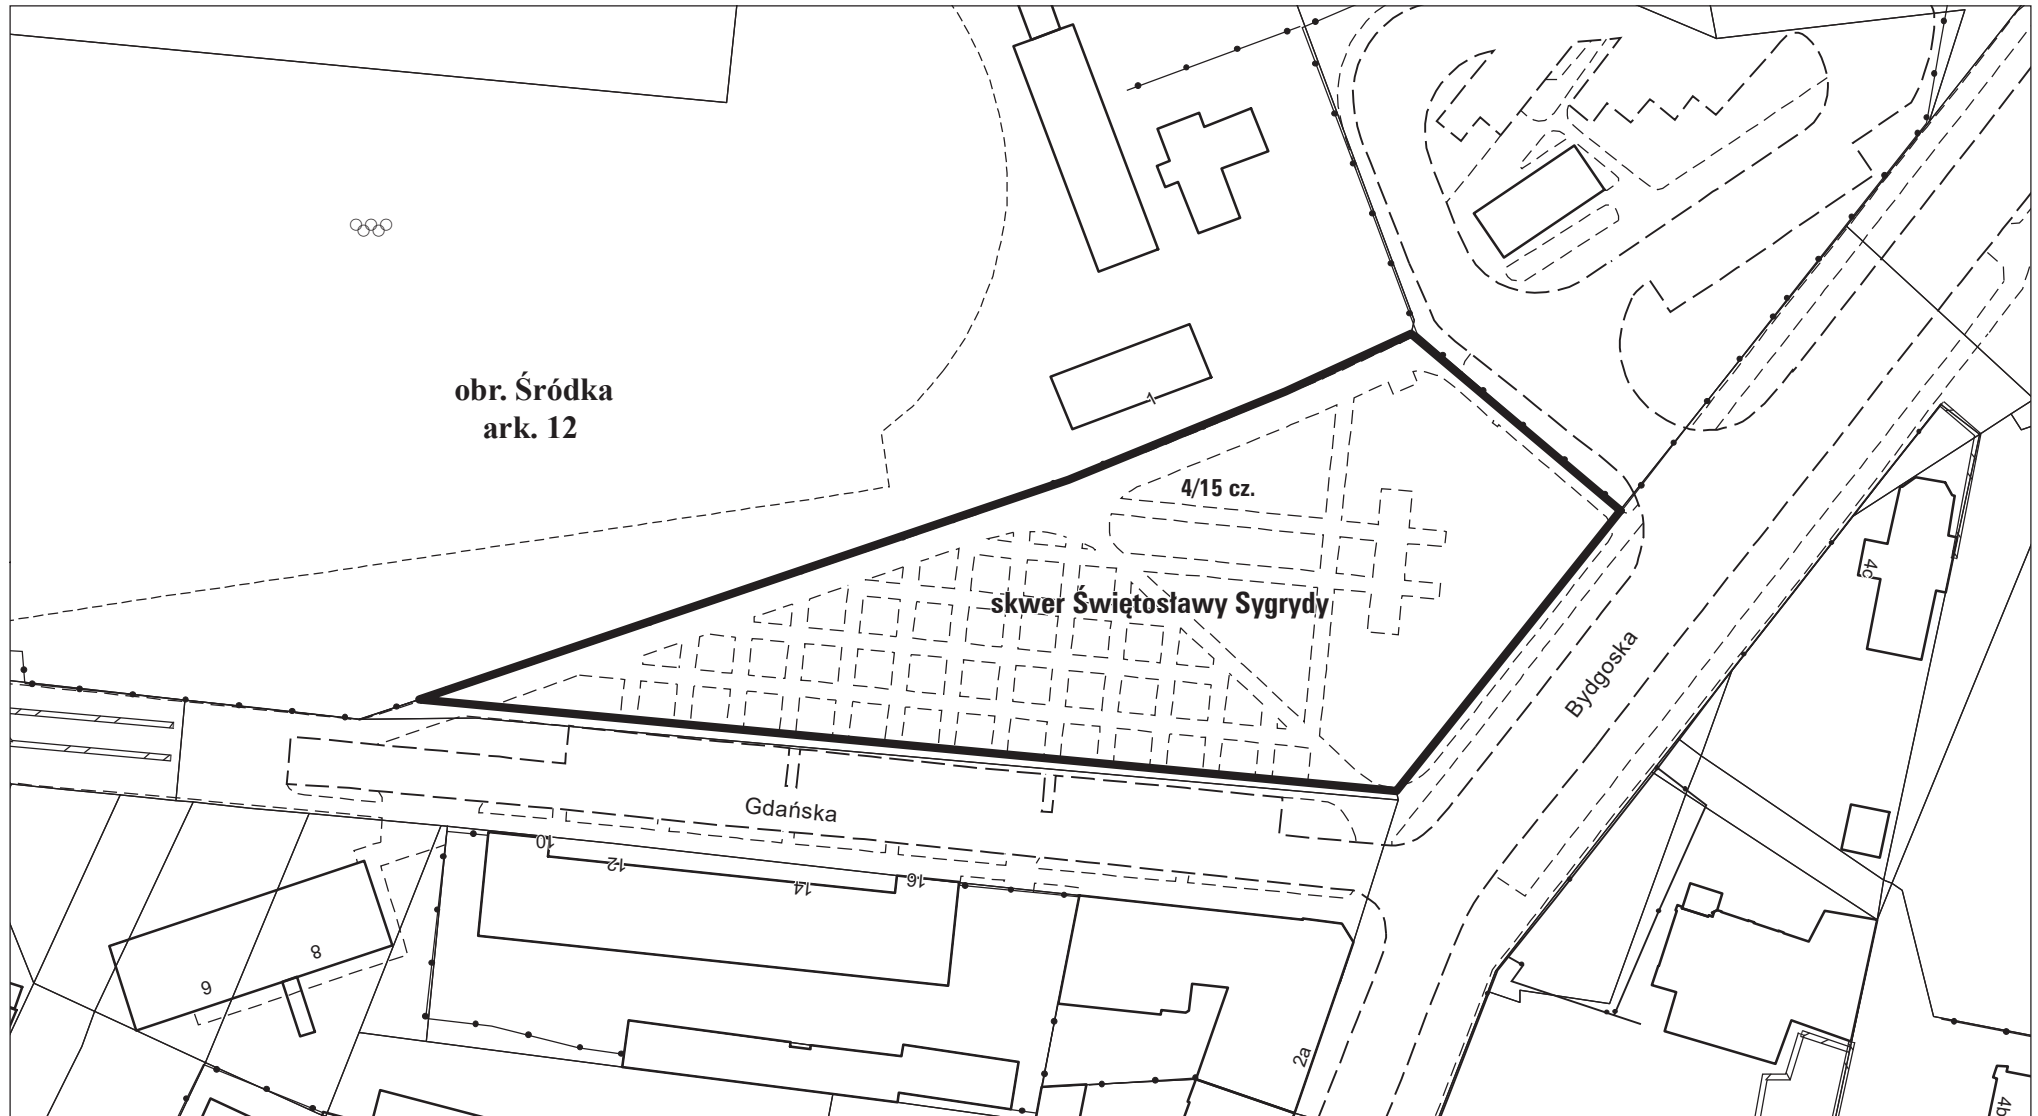 obr. Śródka
ark. 12
1
4/15 cz.
skwer Świętosławy Sygrydy
4c
Bydgoska
Gdańska
10
12
14
16
8
6
2a
4b